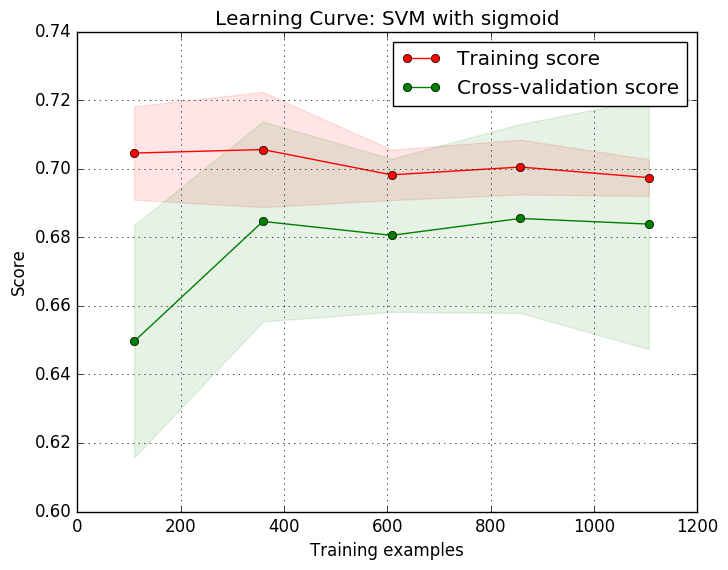 Learning Curve: SVM with sigmoid
Training score
Cross-validation score
0.74
0.72
0.70
0.68
0.66
0.64
0.62
0.60
Score
0 200 400 600 800 1000 1200
Training examples